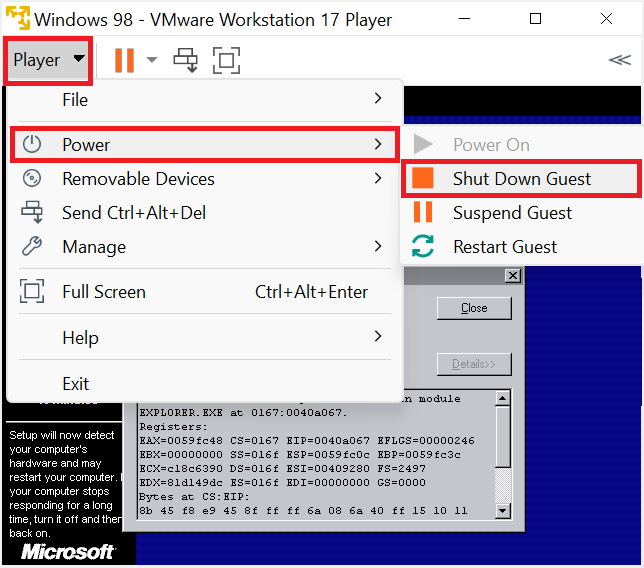 Windows 98 - VMware Workstation 17 Player
Player
File
Power
Removable Devices
Send Ctrl+Alt+Del
Manage
Full Screen Ctrl+Alt+Enter
Help
Exit
Power On
Shut Down Guest
Suspend Guest
Restart Guest
Close
Details>>
in module
EXPLORER.EXE at 0167:0040a067.
Registers:
EAX=0059fc48 CS=0167 EIP=0040a067 EFLGS=00000246
EBX=00000000 SS=016f ESP=0059fc0c EBP=0059fc3c
ECX=c18c6390 DS=016f ESI=00409280 FS=2497
EDX=81d149dc ES=016f EDI=00000000 GS=0000
Bytes at CS:EIP:
8b 45 f8 e9 45 8f ff ff 6a 08 6a 40 ff 15 10 11
Setup will now detect
your computer's
hardware and may
restart your computer.
your computer stops
responding for a long
time, turn it off and then
back on.
Microsoft